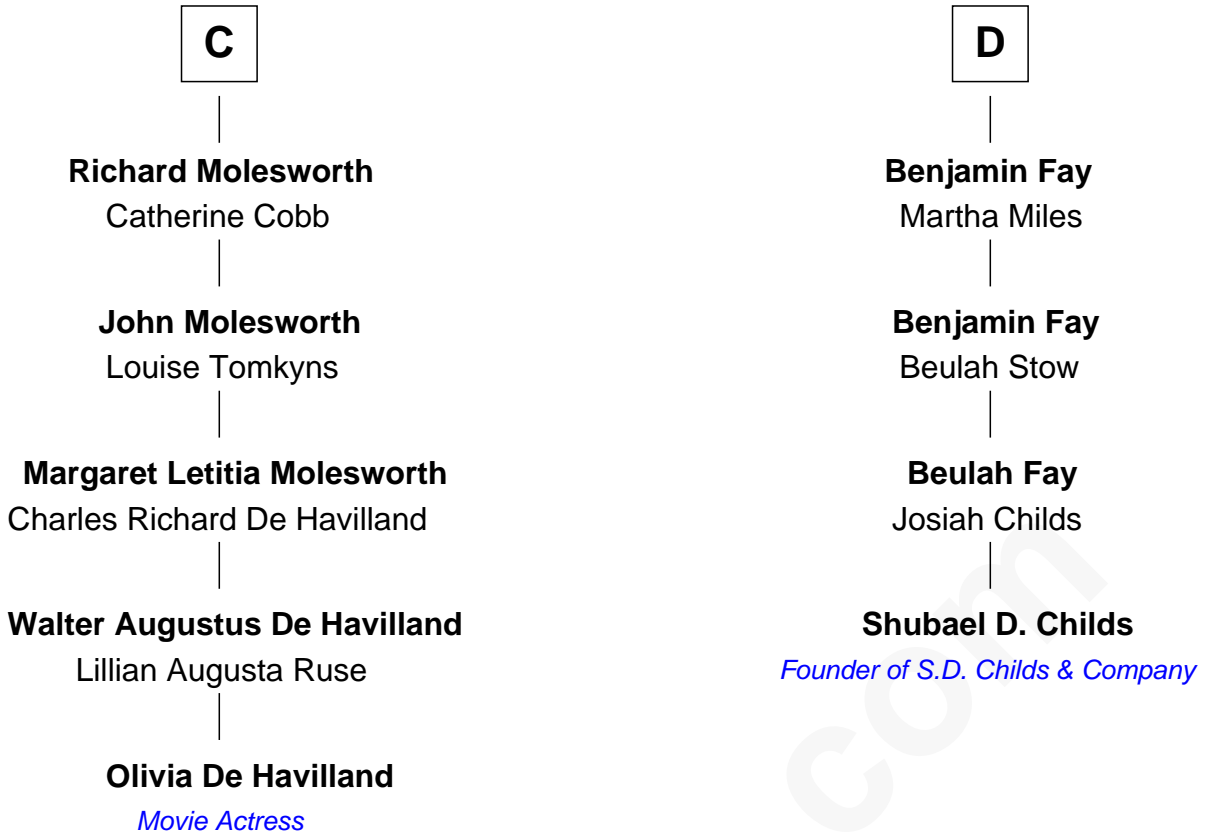 C
Richard Molesworth
Catherine Cobb
John Molesworth
Louise Tomkyns
Margaret Letitia Molesworth
Charles Richard De Havilland
Walter Augustus De Havilland
Lillian Augusta Ruse
Olivia De Havilland
Movie Actress
D
Benjamin Fay
Martha Miles
Benjamin Fay
Beulah Stow
Beulah Fay
Josiah Childs
Shubael D. Childs
Founder of S.D. Childs & Company
com